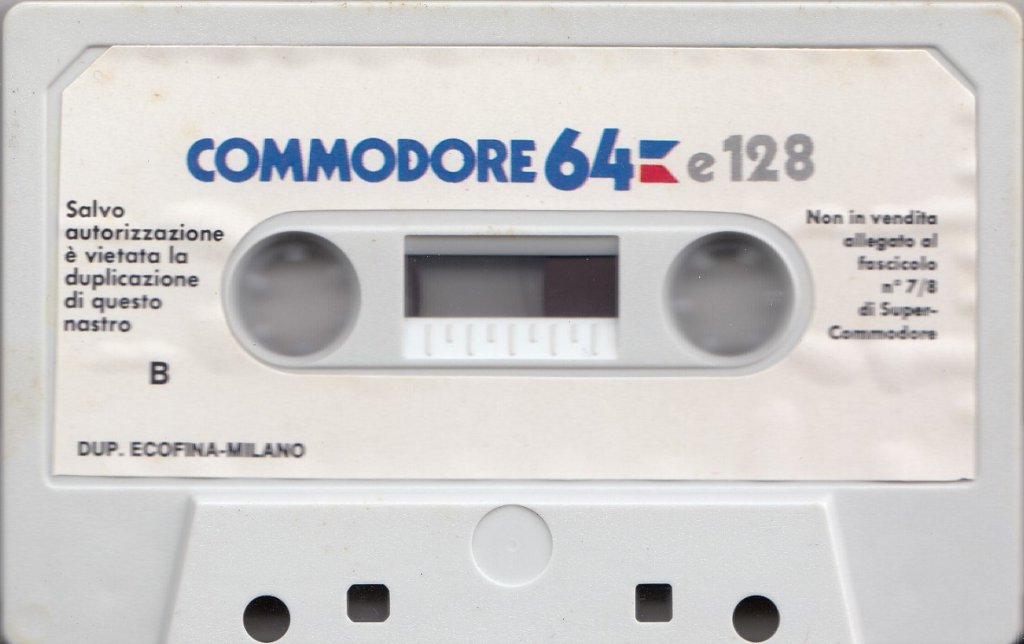 COMMODORE 64 e 128
Salvo
autorizzazione
è vietata la
duplicazione
di questo
nastro
B
DUP. ECOFINA-MILANO
Non in vendita
allegato al
fascicolo
n° 7/8
di Super-
Commodore